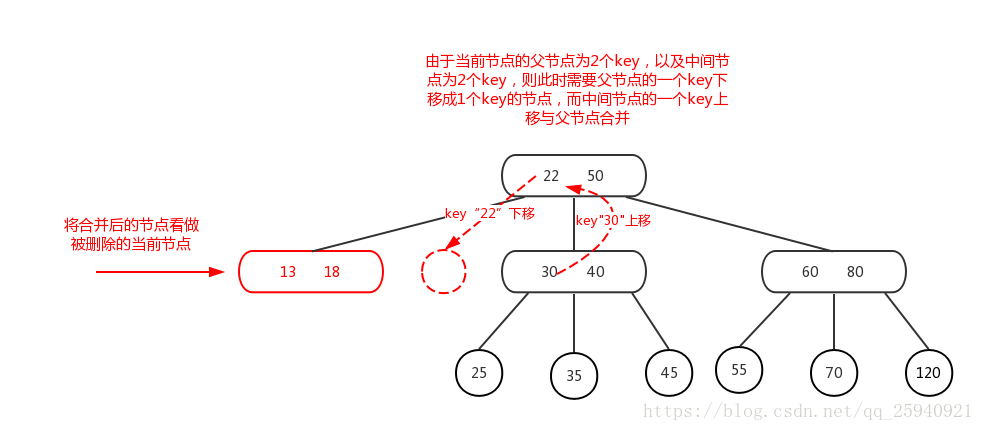 由于当前节点的父节点为2个key，以及中间节
点为2个key，则此时需要父节点的一个key下
移成1个key的节点，而中间节点的一个key上
移与父节点合并
22 50
key“22”下移
key"30"上移
将合并后的节点看做
被删除的当前节点
13 18
30 40
60 80
25
35
45
55
70
120
https://blog.csdn.net/qq_25940921